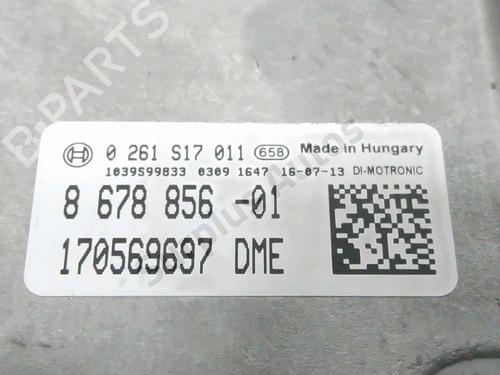 B-PARTS
0 261 S17 011 658 Made in Hungary
1039S99833 0309 1647 16-07-13 DI-MOTRONIC
8 678 856 -01
170569697 DME